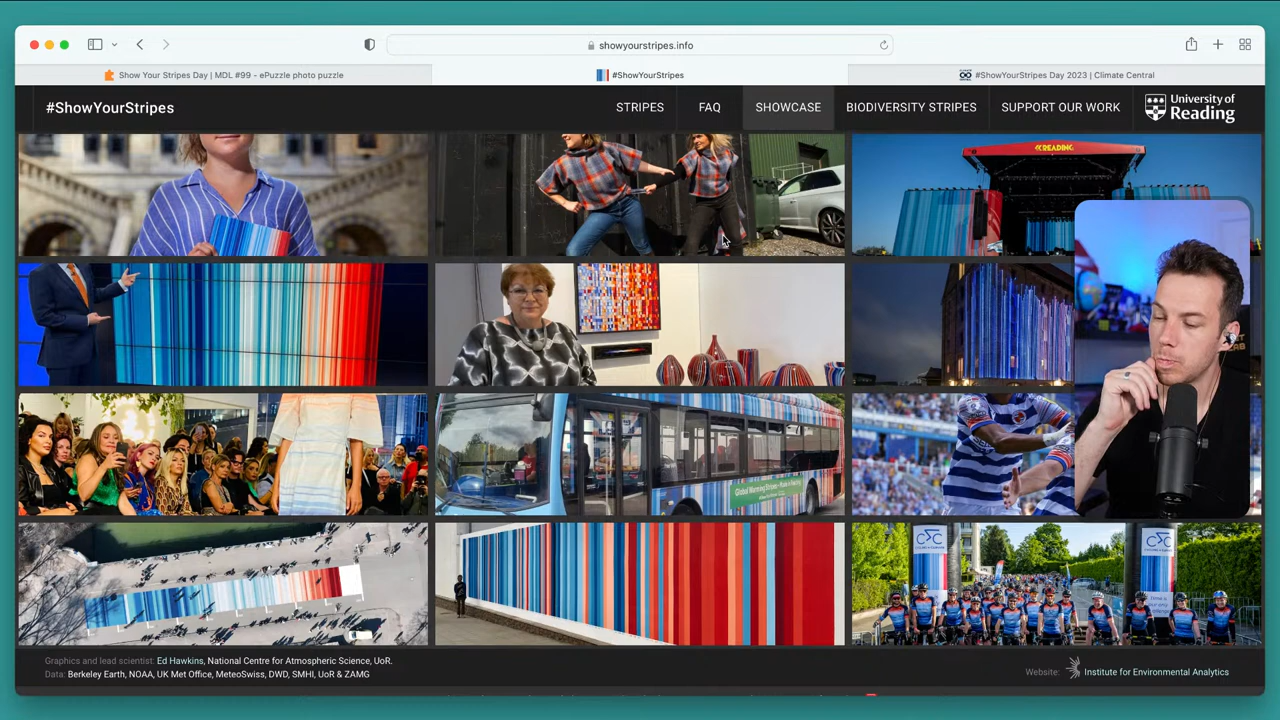 showyourstripes.info
Show Your Stripes Day | MDL #99 - ePuzzle photo puzzle
#ShowYourStripes
#ShowYourStripes Day 2023 | Climate Central
#ShowYourStripes
STRIPES
FAQ
SHOWCASE
BIODIVERSITY STRIPES
SUPPORT OUR WORK
University of
Reading
READING
Global Warming Stripes - Made in Reading
Graphics and lead scientist: Ed Hawkins, National Centre for Atmospheric Science, UoR.
Data: Berkeley Earth, NOAA, UK Met Office, MeteoSwiss, DWD, SMHI, UoR & ZAMG
Website: Institute for Environmental Analytics